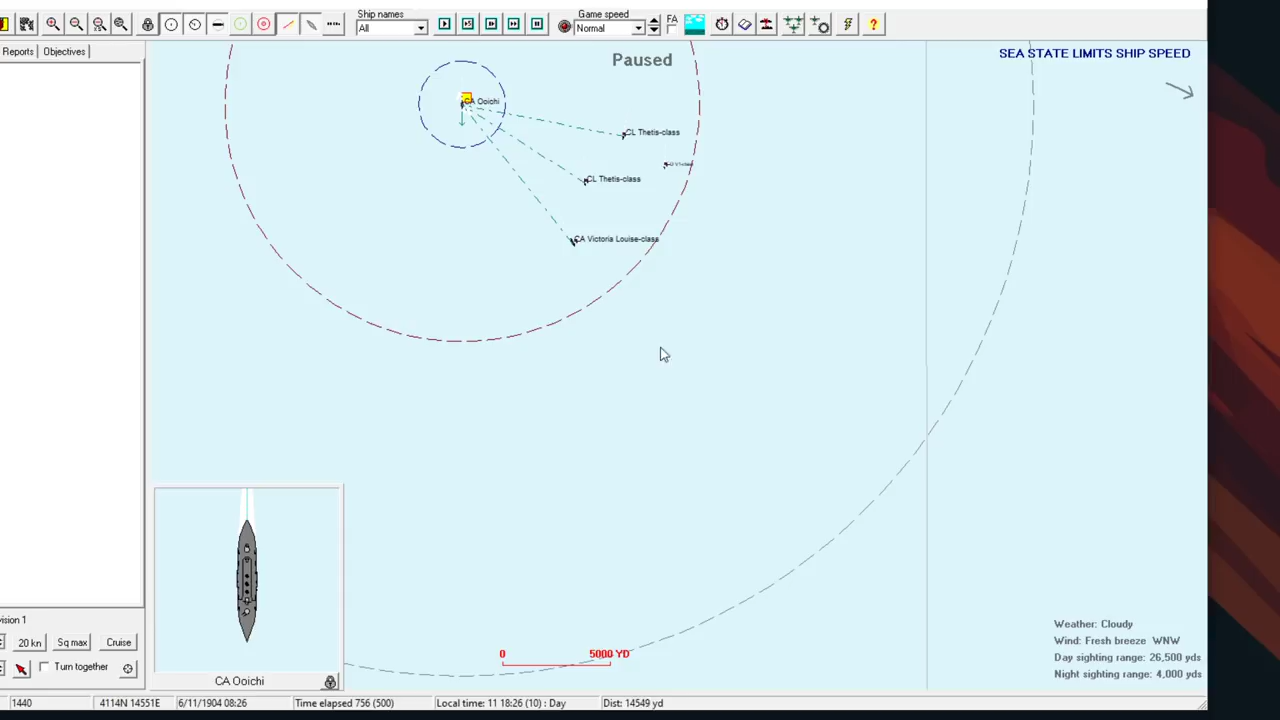 Ship names
Game speed
FA
All
Normal
Reports
Objectives
Paused
SEA STATE LIMITS SHIP SPEED
CA Ooichi
CL Thetis-class
CL Thetis-class
CA Victoria Louise-class
0
5000 YD
vision 1
20 kn
Sq max
Cruise
Turn together
CA Ooichi
Weather: Cloudy
Wind: Fresh breeze WNW
Day sighting range: 26,500 yds
Night sighting range: 4,000 yds
1440
4114N 14551E
6/11/1904 08:26
Time elapsed 756 (500)
Local time: 11 18:26 (10) : Day
Dist: 14549 yd